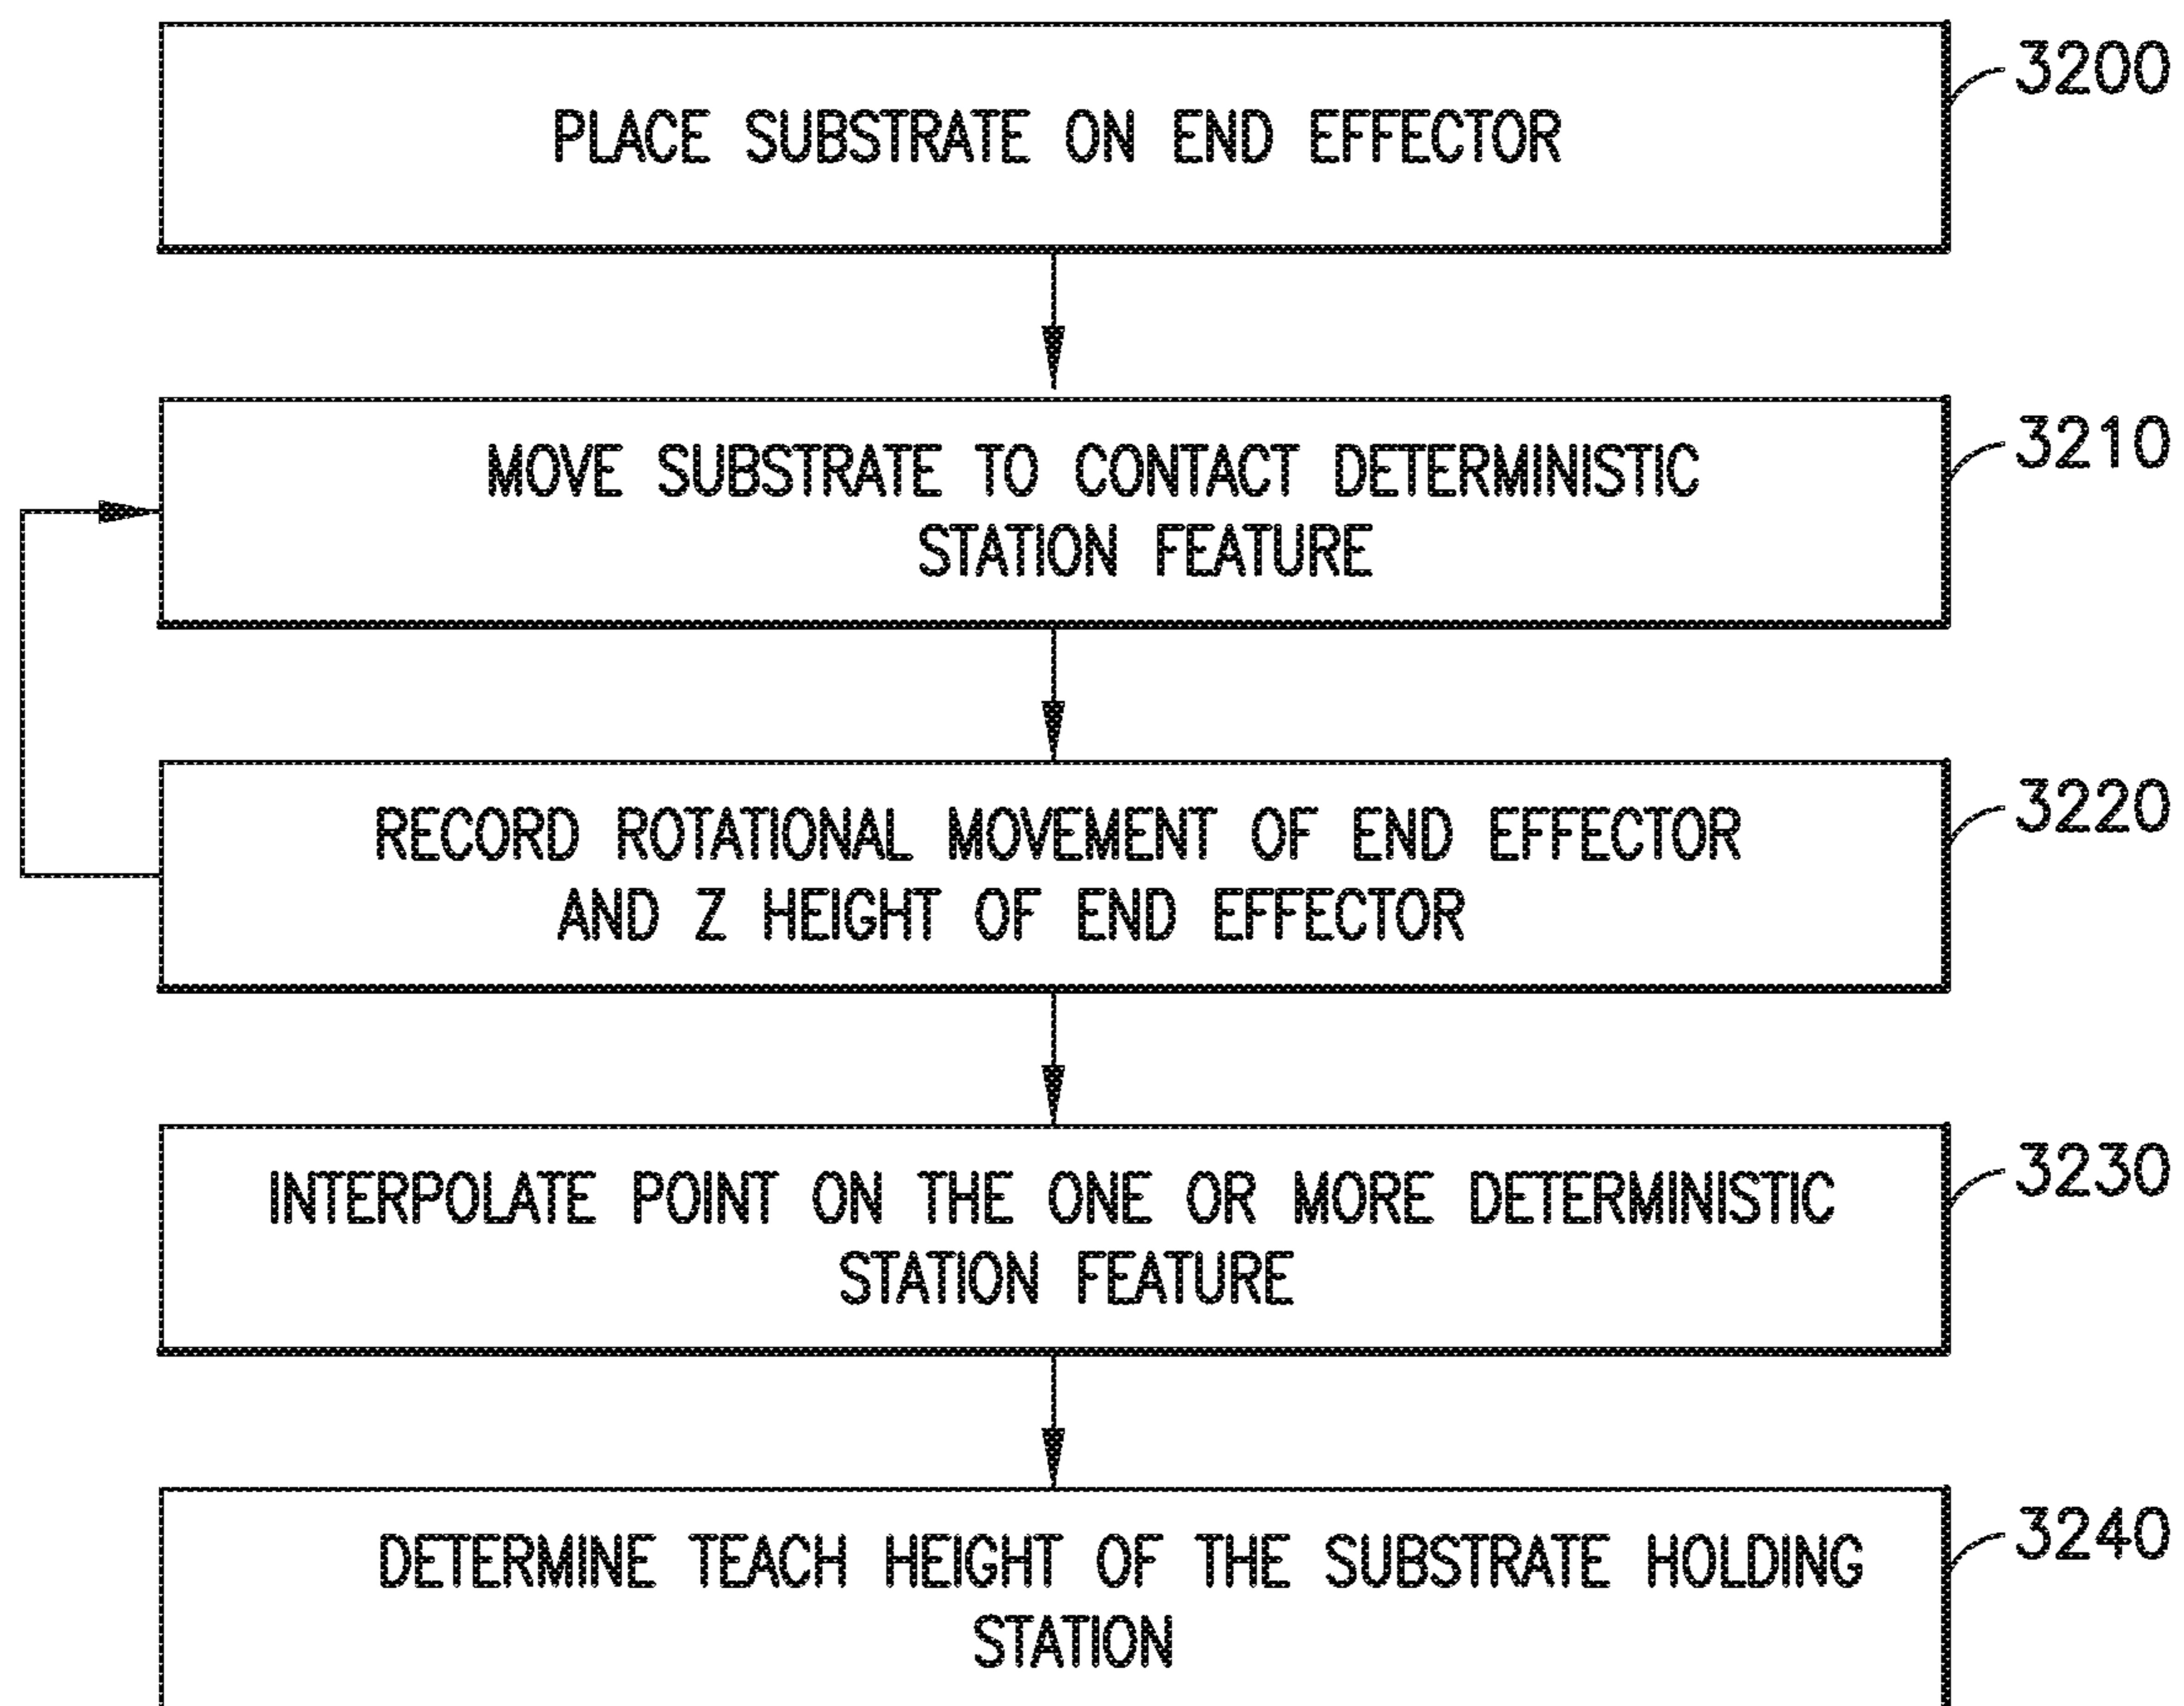 PLACE SUBSTRATE ON END EFFECTOR
3200
MOVE SUBSTRATE TO CONTACT DETERMINISTIC
STATION FEATURE
3210
RECORD ROTATIONAL MOVEMENT OF END EFFECTOR
AND Z HEIGHT OF END EFFECTOR
3220
INTERPOLATE POINT ON THE ONE OR MORE DETERMINISTIC
STATION FEATURE
3230
DETERMINE TEACH HEIGHT OF THE SUBSTRATE HOLDING
STATION
3240